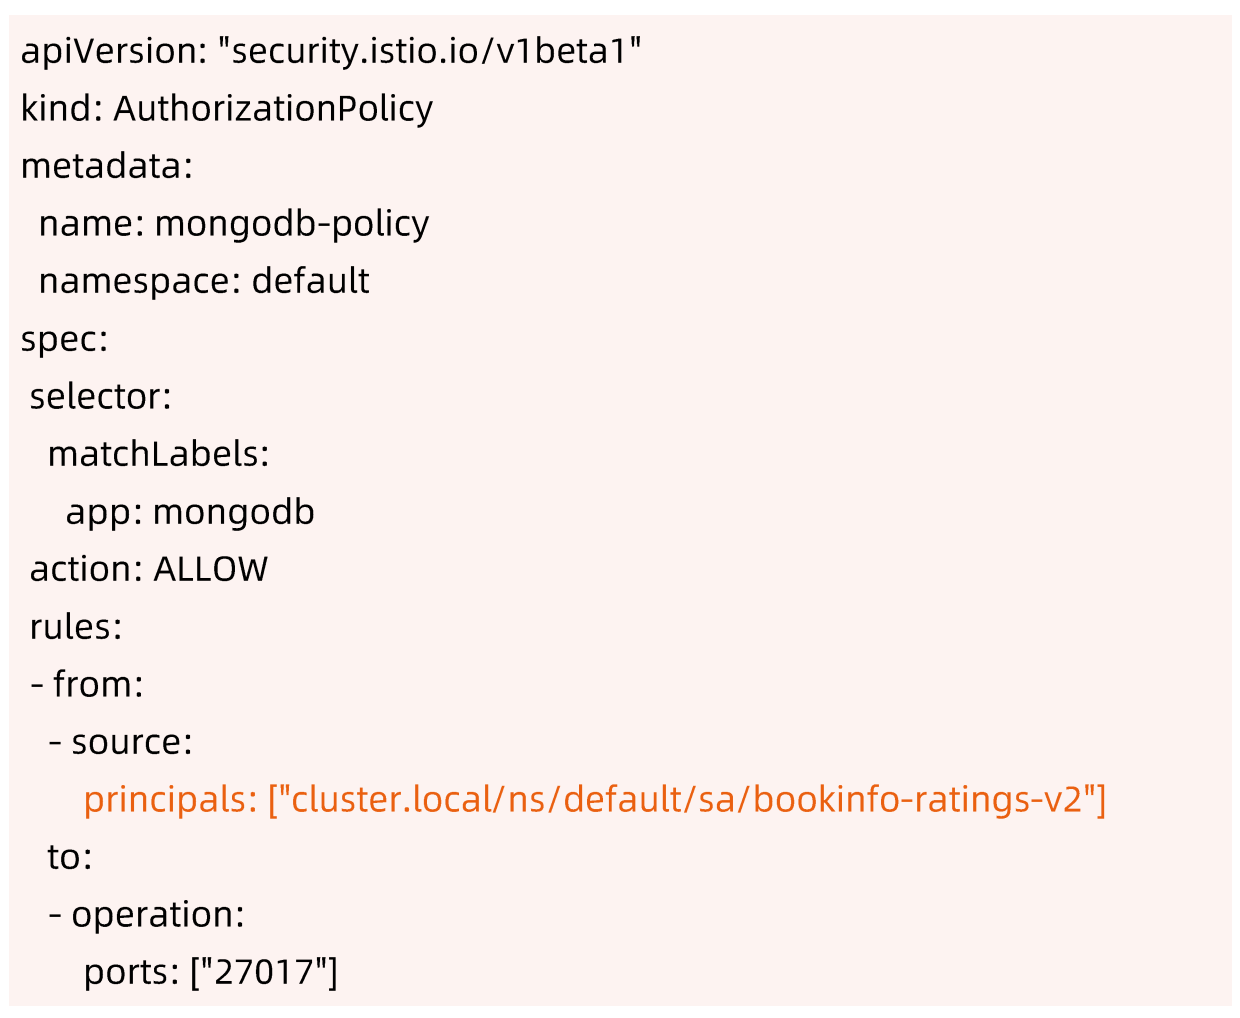 apiVersion: "security.istio.io/v1beta1"
kind: AuthorizationPolicy
metadata:
  name: mongodb-policy
  namespace: default
spec:
 selector:
   matchLabels:
     app: mongodb
 action: ALLOW
 rules:
 - from:
   - source:
       principals: ["cluster.local/ns/default/sa/bookinfo-ratings-v2"]
   to:
   - operation:
       ports: ["27017"]